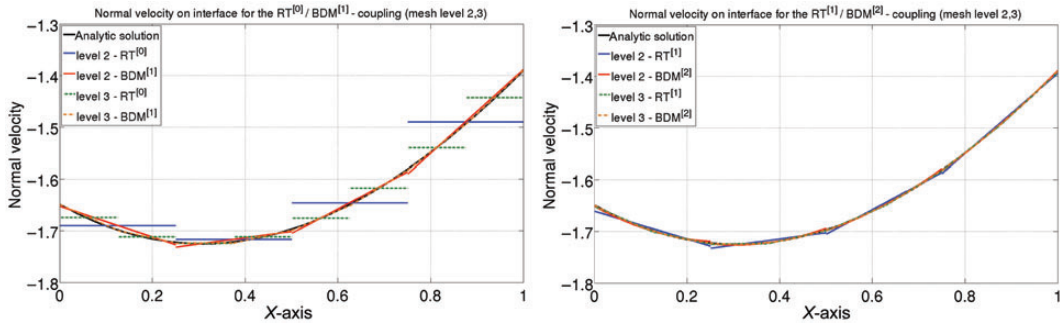 Normal velocity on interface for the RT[0] / BDM[1] - coupling (mesh level 2,3)
−1.3
−1.4
−1.5
−1.6
−1.7
−1.8
Normal velocity
Analytic solution
level 2 - RT[0]
level 2 - BDM[1]
level 3 - RT[0]
level 3 - BDM[1]
0 0.2 0.4 0.6 0.8 1
X-axis
Normal velocity on interface for the RT[1] / BDM[2] - coupling (mesh level 2,3)
−1.3
−1.4
−1.5
−1.6
−1.7
−1.8
Normal velocity
Analytic solution
level 2 - RT[1]
level 2 - BDM[2]
level 3 - RT[1]
level 3 - BDM[2]
0 0.2 0.4 0.6 0.8 1
X-axis